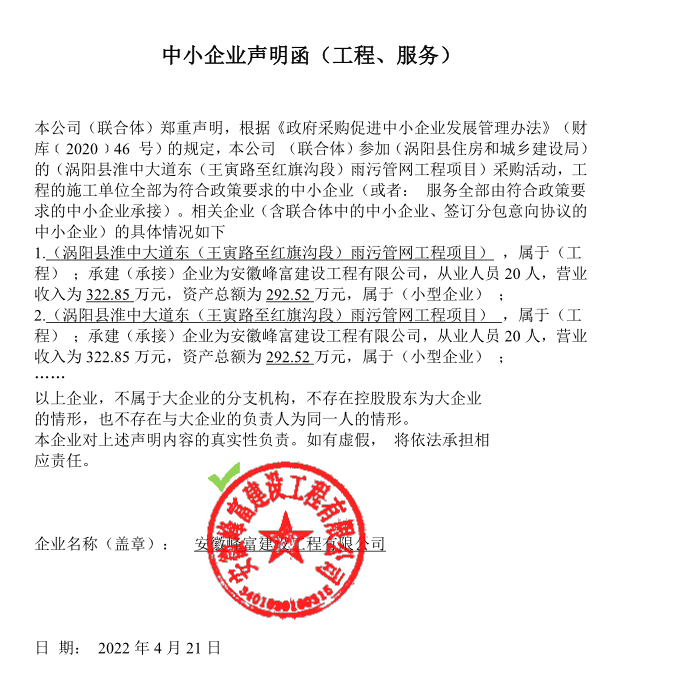 中小企业声明函（工程、服务）
本公司（联合体）郑重声明，根据《政府采购促进中小企业发展管理办法》（财
库﹝2020﹞46 号）的规定，本公司 （联合体）参加（涡阳县住房和城乡建设局）
的（涡阳县淮中大道东（王寅路至红旗沟段）雨污管网工程项目）采购活动，工
程的施工单位全部为符合政策要求的中小企业（或者： 服务全部由符合政策要
求的中小企业承接）。相关企业（含联合体中的中小企业、签订分包意向协议的
中小企业）的具体情况如下
1.（涡阳县淮中大道东（王寅路至红旗沟段）雨污管网工程项目） ，属于（工
程） ；承建（承接）企业为安徽峰富建设工程有限公司，从业人员 20 人，营业
收入为 322.85 万元，资产总额为 292.52 万元，属于（小型企业） ；
2.（涡阳县淮中大道东（王寅路至红旗沟段）雨污管网工程项目） ，属于（工
程） ；承建（承接）企业为安徽峰富建设工程有限公司，从业人员 20 人，营业
收入为 322.85 万元，资产总额为 292.52 万元，属于（小型企业） ；
……
以上企业，不属于大企业的分支机构，不存在控股股东为大企业
的情形，也不存在与大企业的负责人为同一人的情形。
本企业对上述声明内容的真实性负责。如有虚假， 将依法承担相
应责任。
企业名称（盖章）： 安徽峰富建设工程有限公司
安徽峰富建设工程有限公司
日 期： 2022 年 4 月 21 日